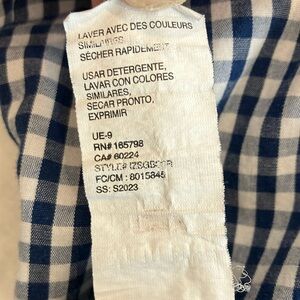 LAVER AVEC DES COULEURS
SIMILAIRES
SÉCHER RAPIDEMENT
USAR DETERGENTE,
LAVAR CON COLORES
SIMILARES,
SECAR PRONTO,
EXPRIMIR
UE-9
RN# 165798
CA# 60224
STYLE#
FC/CM : 8015845
SS: S2023